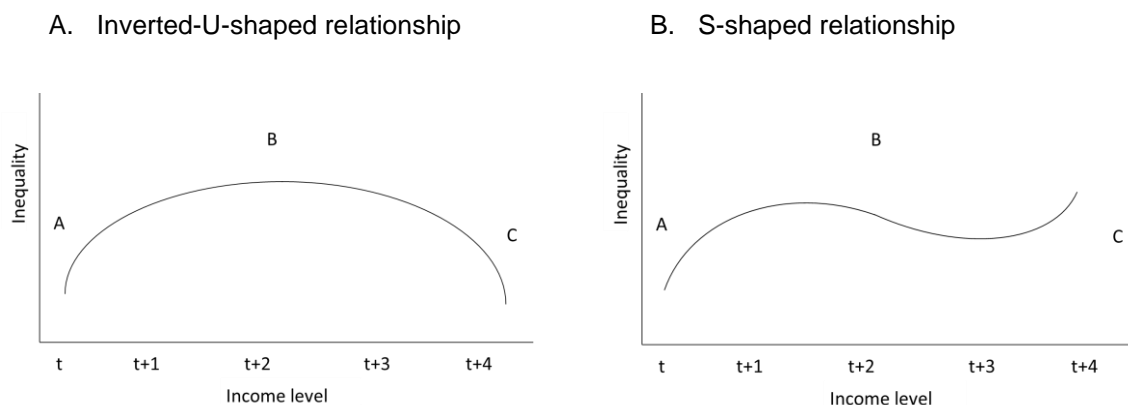 A. Inverted-U-shaped relationship
Inequality
A
B
C
t t+1 t+2 t+3 t+4
Income level
B. S-shaped relationship
Inequality
A
B
C
t t+1 t+2 t+3 t+4
Income level